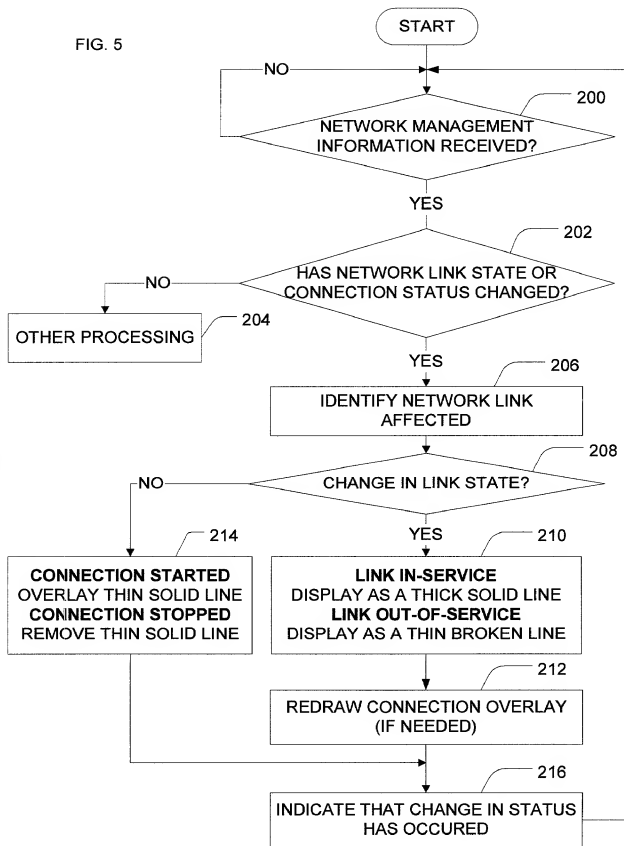 START
FIG. 5
NO
200
NETWORK MANAGEMENT
INFORMATION RECEIVED?
YES
202
HAS NETWORK LINK STATE OR
CONNECTION STATUS CHANGED?
NO
204
OTHER PROCESSING
YES
206
IDENTIFY NETWORK LINK
AFFECTED
208
CHANGE IN LINK STATE?
NO
YES
214
CONNECTION STARTED
OVERLAY THIN SOLID LINE
CONNECTION STOPPED
REMOVE THIN SOLID LINE
210
LINK IN-SERVICE
DISPLAY AS A THICK SOLID LINE
LINK OUT-OF-SERVICE
DISPLAY AS A THIN BROKEN LINE
212
REDRAW CONNECTION OVERLAY
(IF NEEDED)
216
INDICATE THAT CHANGE IN STATUS
HAS OCCURED